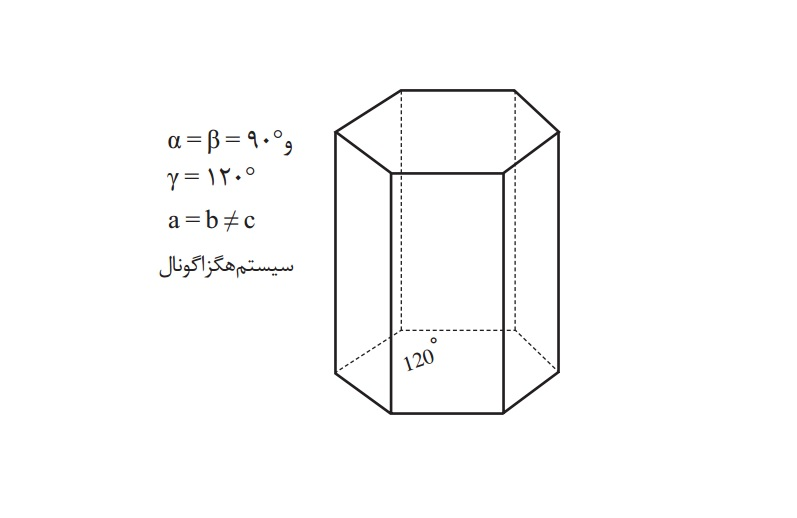 α = β = ۹۰° و
γ = ۱۲۰°
a = b ≠ c
سیستم هگزاگونال
120°